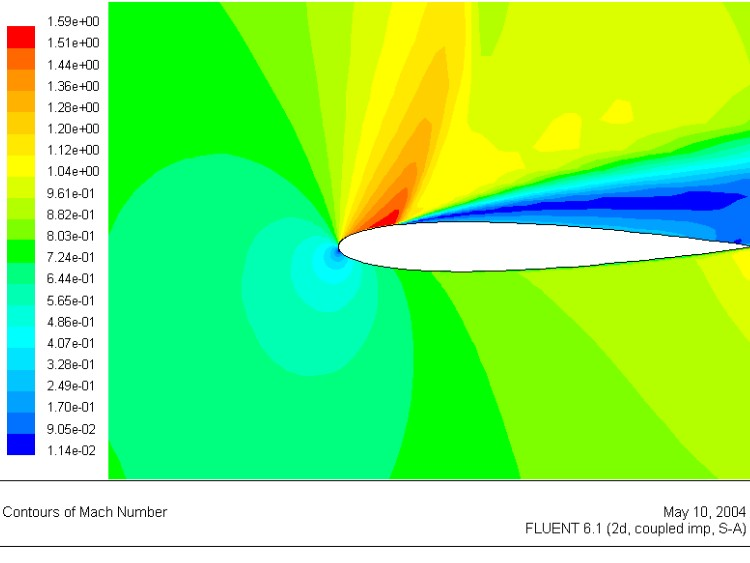 1.59e+00
1.51e+00
1.44e+00
1.36e+00
1.28e+00
1.20e+00
1.12e+00
1.04e+00
9.61e-01
8.82e-01
8.03e-01
7.24e-01
6.44e-01
5.65e-01
4.86e-01
4.07e-01
3.28e-01
2.49e-01
1.70e-01
9.05e-02
1.14e-02
Contours of Mach Number
May 10, 2004
FLUENT 6.1 (2d, coupled imp, S-A)